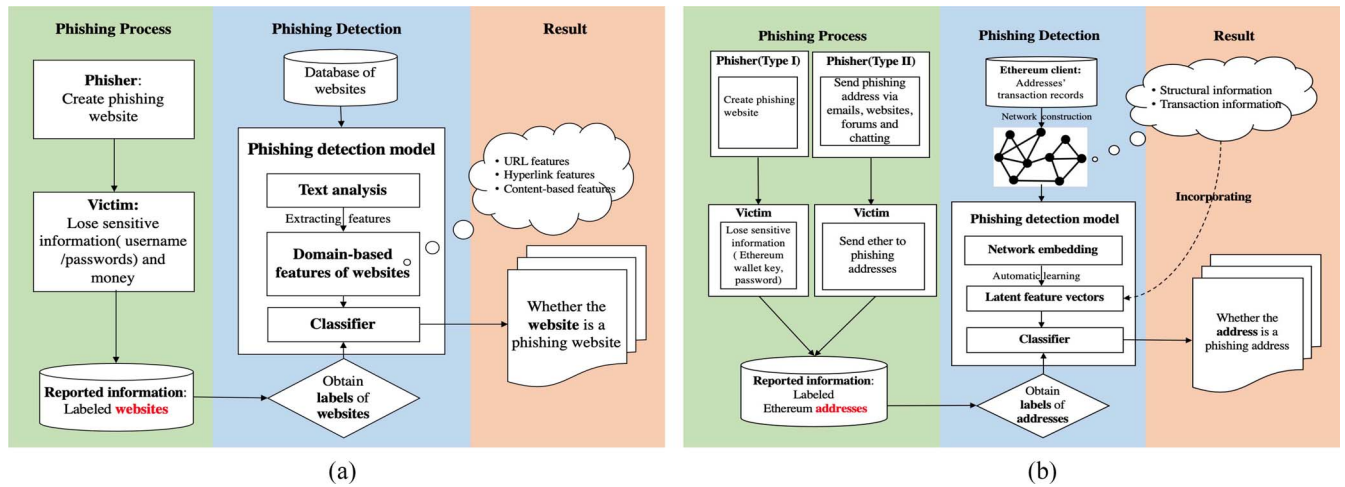 Phishing Process
Phishing Detection
Result
Phisher:
Create phishing
website
Victim:
Lose sensitive
information( username
/passwords) and
money
Reported information:
Labeled websites
Database of
websites
Phishing detection model
Text analysis
Extracting features
Domain-based
features of websites
Classifier
Obtain
labels of
websites
• URL features
• Hyperlink features
• Content-based features
Whether the
website is a
phishing website
(a)
Phishing Process
Phishing Detection
Result
Phisher(Type I)
Create phishing
website
Phisher(Type II)
Send phishing
address via
emails, websites,
forums and
chatting
Victim
Lose sensitive
information
( Ethereum
wallet key,
password)
Victim
Send ether to
phishing
addresses
Reported information:
Labeled
Ethereum addresses
Ethereum client:
Addresses'
transaction records
Network construction
Phishing detection model
Network embedding
Automatic learning
Latent feature vectors
Classifier
Obtain
labels of
addresses
• Structural information
• Transaction information
Incorporating
Whether the
address is a
phishing address
(b)